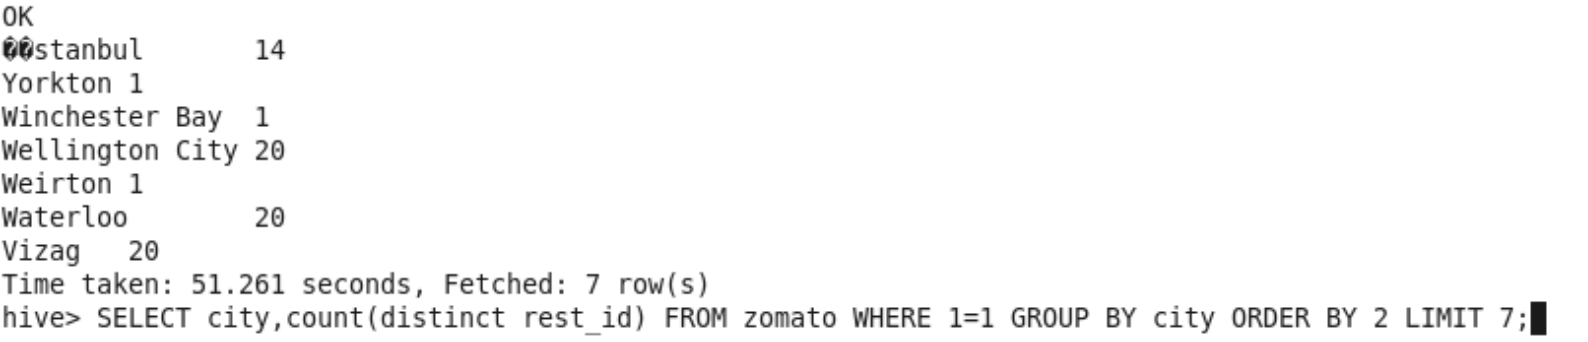 OK
��stanbul 14
Yorkton 1
Winchester Bay 1
Wellington City 20
Weirton 1
Waterloo 20
Vizag 20
Time taken: 51.261 seconds, Fetched: 7 row(s)
hive> SELECT city,count(distinct rest_id) FROM zomato WHERE 1=1 GROUP BY city ORDER BY 2 LIMIT 7;